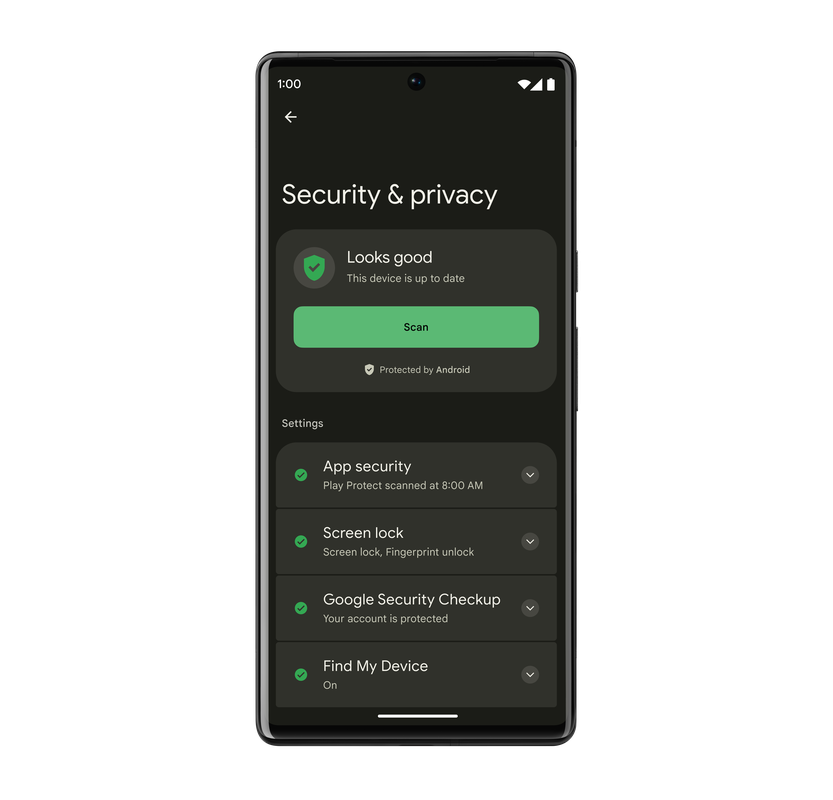 1:00
Security & privacy
Looks good
This device is up to date
Scan
Protected by Android
Settings
App security
Play Protect scanned at 8:00 AM
Screen lock
Screen lock, Fingerprint unlock
Google Security Checkup
Your account is protected
Find My Device
On